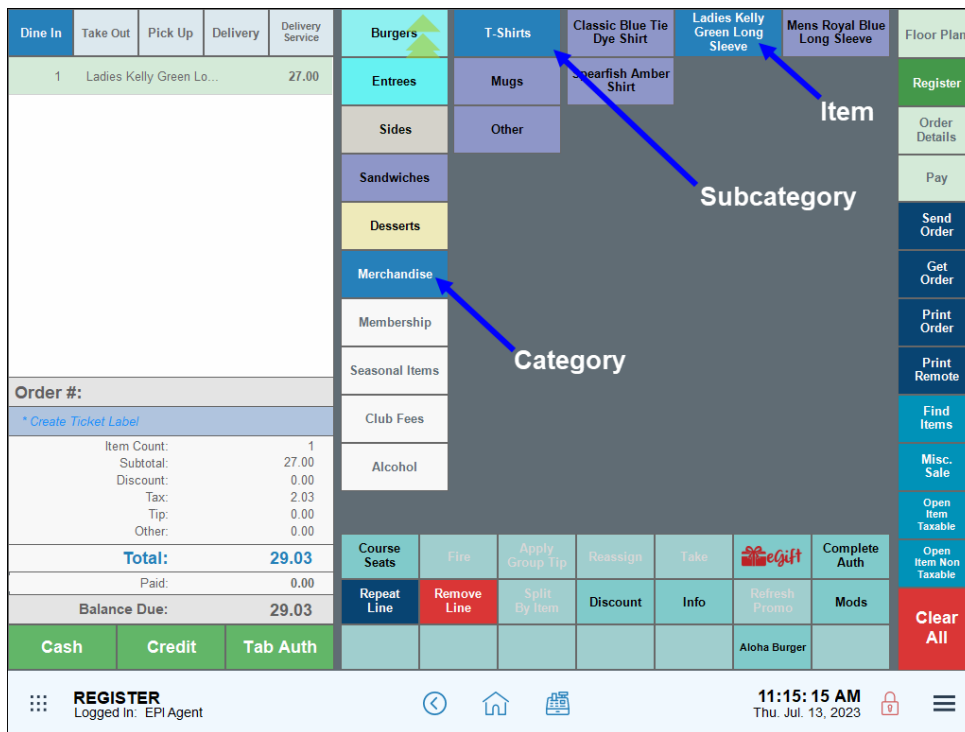 Dine In
Take Out
Pick Up
Delivery
Delivery
Service
1 Ladies Kelly Green Lo... 27.00
Order #:
* Create Ticket Label
Item Count: 1
Subtotal: 27.00
Discount: 0.00
Tax: 2.03
Tip: 0.00
Other: 0.00
Total: 29.03
Paid: 0.00
Balance Due: 29.03
Cash
Credit
Tab Auth
Burgers
Entrees
Sides
Sandwiches
Desserts
Merchandise
Membership
Seasonal Items
Club Fees
Alcohol
T-Shirts
Mugs
Other
Classic Blue Tie
Dye Shirt
Spearfish Amber
Shirt
Ladies Kelly
Green Long
Sleeve
Mens Royal Blue
Long Sleeve
Item
Subcategory
Category
Course
Seats
Fire
Apply
Group Tip
Reassign
Take
eGift
Complete
Auth
Repeat
Line
Remove
Line
Split
By Item
Discount
Info
Refresh
Promo
Mods
Aloha Burger
Floor Plan
Register
Order
Details
Pay
Send
Order
Get
Order
Print
Order
Print
Remote
Find
Items
Misc.
Sale
Open
Item
Taxable
Open
Item Non
Taxable
Clear
All
REGISTER
Logged In: EPI Agent
11:15:15 AM
Thu. Jul. 13, 2023